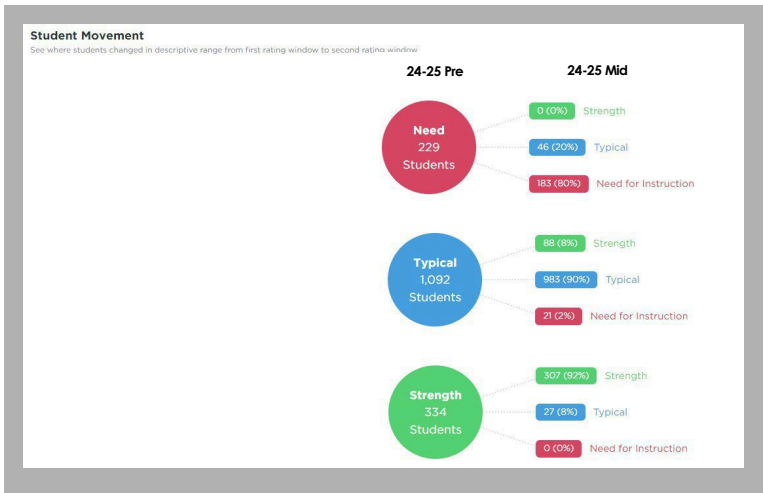 Student Movement
See where students changed in descriptive range from first rating window to second rating window
24-25 Pre
24-25 Mid
Need
229
Students
0 (0%) Strength
46 (20%) Typical
183 (80%) Need for Instruction
Typical
1,092
Students
88 (8%) Strength
983 (90%) Typical
21 (2%) Need for Instruction
Strength
334
Students
307 (92%) Strength
27 (8%) Typical
0 (0%) Need for Instruction